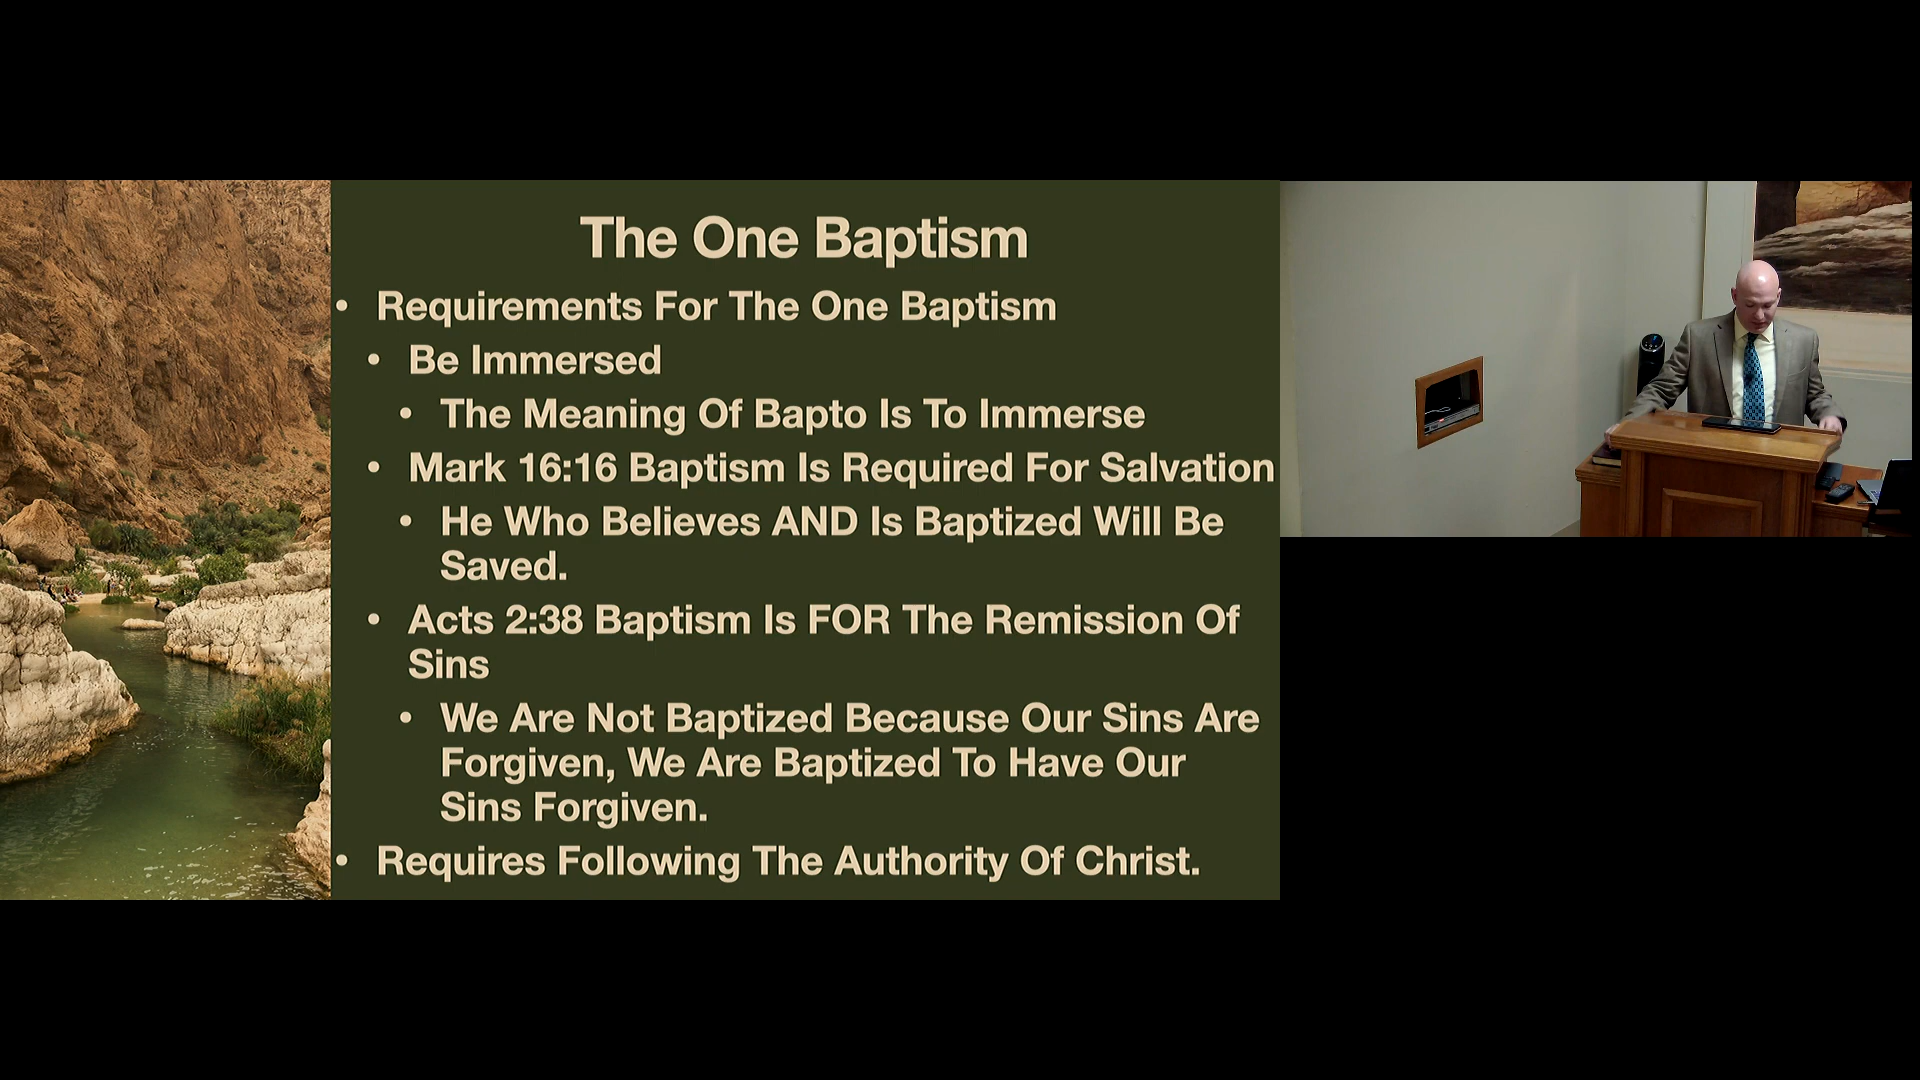 The One Baptism
• Requirements For The One Baptism
• Be Immersed
• The Meaning Of Bapto Is To Immerse
• Mark 16:16 Baptism Is Required For Salvation
• He Who Believes AND Is Baptized Will Be
Saved.
• Acts 2:38 Baptism Is FOR The Remission Of
Sins
• We Are Not Baptized Because Our Sins Are
Forgiven, We Are Baptized To Have Our
Sins Forgiven.
• Requires Following The Authority Of Christ.